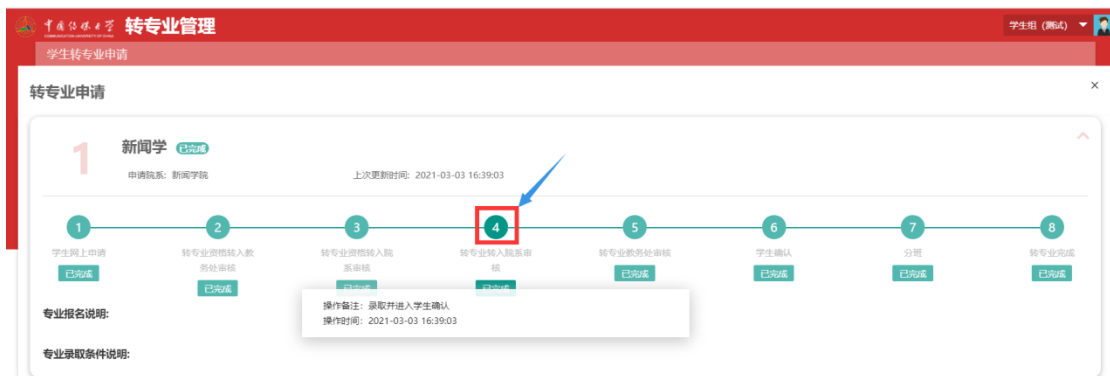 中国传媒大学 转专业管理
COMMUNICATION UNIVERSITY OF CHINA
学生组 (测试)
学生转专业申请
转专业申请
×
1
新闻学 已完成
申请院系: 新闻学院 上次更新时间: 2021-03-03 16:39:03
1 2 3 4 5 6 7 8
学生网上申请
已完成
转专业资格转入教
务处审核
已完成
转专业资格转入院
系审核
已完成
转专业转入院系审
核
已完成
转专业教务处审核
已完成
学生确认
已完成
分班
已完成
转专业完成
已完成
操作备注: 录取并进入学生确认
操作时间: 2021-03-03 16:39:03
专业报名说明:
专业录取条件说明: